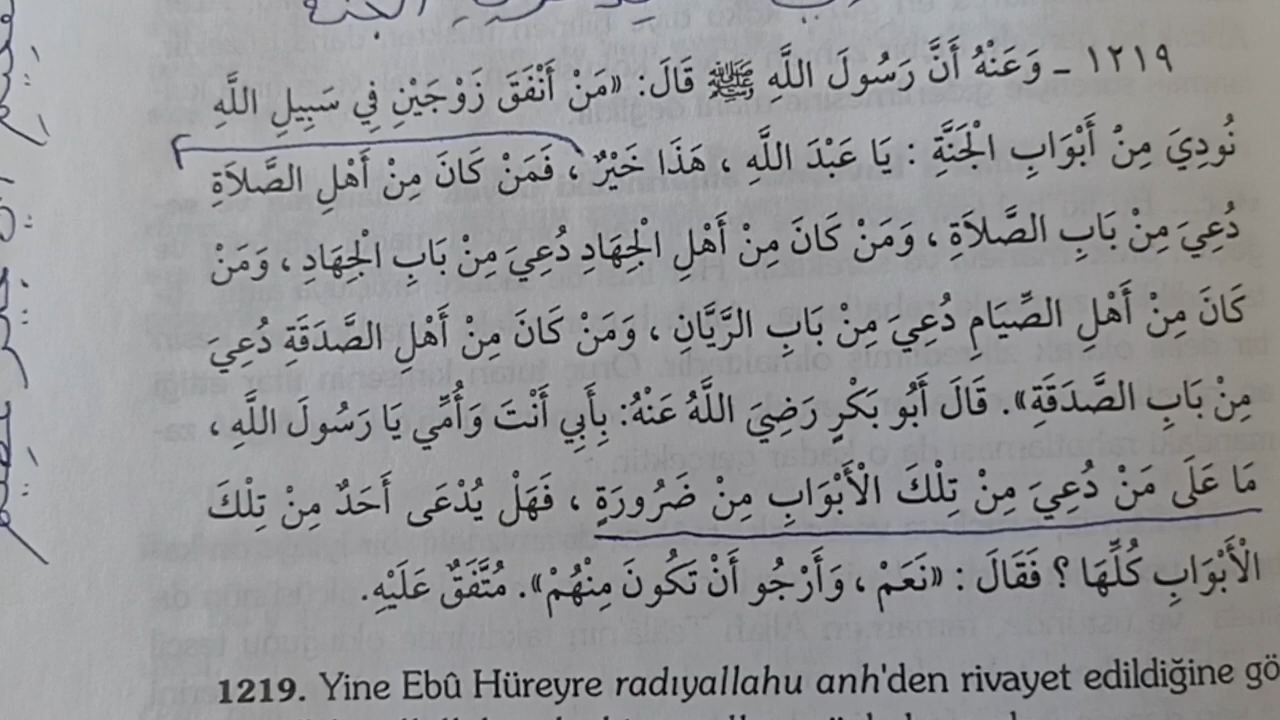 ١٢١٩ ـ وَعَنْهُ أَنَّ رَسُولَ اللَّهِ ﷺ قَالَ: «مَنْ أَنْفَقَ زَوْجَيْنِ فِي سَبِيلِ اللَّهِ
نُودِيَ مِنْ أَبْوَابِ الْجَنَّةِ : يَا عَبْدَ اللَّهِ ، هَذَا خَيْرٌ ، فَمَنْ كَانَ مِنْ أَهْلِ الصَّلاَةِ
دُعِيَ مِنْ بَابِ الصَّلاَةِ ، وَمَنْ كَانَ مِنْ أَهْلِ الْجِهَادِ دُعِيَ مِنْ بَابِ الْجِهَادِ ، وَمَنْ
كَانَ مِنْ أَهْلِ الصِّيَامِ دُعِيَ مِنْ بَابِ الرَّيَّانِ ، وَمَنْ كَانَ مِنْ أَهْلِ الصَّدَقَةِ دُعِيَ
مِنْ بَابِ الصَّدَقَةِ». قَالَ أَبُو بَكْرٍ رَضِيَ اللَّهُ عَنْهُ: بِأَبِي أَنْتَ وَأُمِّي يَا رَسُولَ اللَّهِ ،
مَا عَلَى مَنْ دُعِيَ مِنْ تِلْكَ الْأَبْوَابِ مِنْ ضَرُورَةٍ ، فَهَلْ يُدْعَى أَحَدٌ مِنْ تِلْكَ
الْأَبْوَابِ كُلِّهَا ؟ فَقَالَ : «نَعَمْ ، وَأَرْجُو أَنْ تَكُونَ مِنْهُمْ». مُتَّفَقٌ عَلَيْهِ.
1219. Yine Ebû Hüreyre radıyallahu anh'den rivayet edildiğine gö